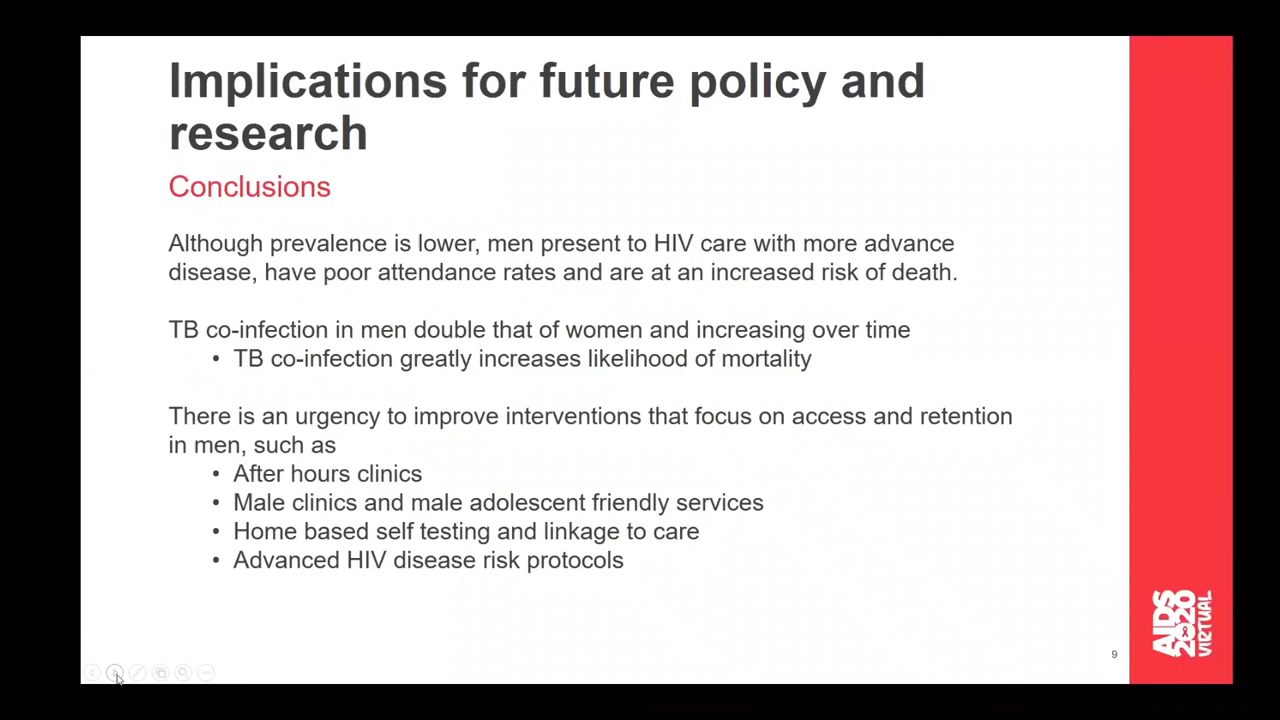 Implications for future policy and
research
Conclusions
Although prevalence is lower, men present to HIV care with more advance
disease, have poor attendance rates and are at an increased risk of death.
TB co-infection in men double that of women and increasing over time
• TB co-infection greatly increases likelihood of mortality
There is an urgency to improve interventions that focus on access and retention
in men, such as
• After hours clinics
• Male clinics and male adolescent friendly services
• Home based self testing and linkage to care
• Advanced HIV disease risk protocols
9
AIDS
2020
VIRTUAL